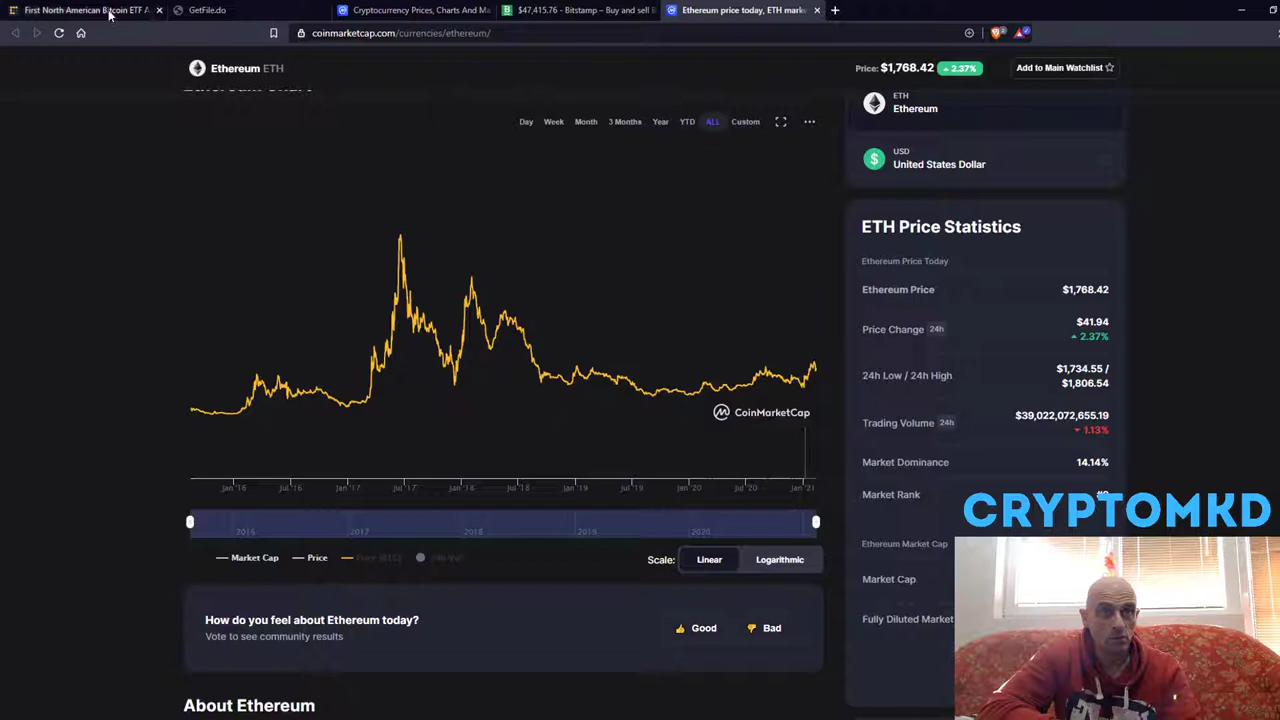 First North American Bitcoin ETF A
GetFile.do
Cryptocurrency Prices, Charts And Ma
$47,415.76 - Bitstamp – Buy and sell B
Ethereum price today, ETH mark
coinmarketcap.com/currencies/ethereum/
Ethereum ETH
Price: $1,768.42 2.37%
Add to Main Watchlist
Ethereum Chart
Day Week Month 3 Months Year YTD ALL Custom
ETH
Ethereum
USD
United States Dollar
CoinMarketCap
Jan '16 Jul '16 Jan '17 Jul '17 Jan '18 Jul '18 Jan '19 Jul '19 Jan '20 Jul '20 Jan '21
2016 2017 2018 2019 2020
Market Cap Price Price (BTC)
Scale: Linear Logarithmic
How do you feel about Ethereum today?
Vote to see community results
Good Bad
About Ethereum
ETH Price Statistics
Ethereum Price Today
Ethereum Price $1,768.42
Price Change 24h $41.94
2.37%
24h Low / 24h High $1,734.55 /
$1,806.54
Trading Volume 24h $39,022,072,655.19
1.13%
Market Dominance 14.14%
Market Rank
CRYPTOMKD
Ethereum Market Cap
Market Cap
Fully Diluted Market